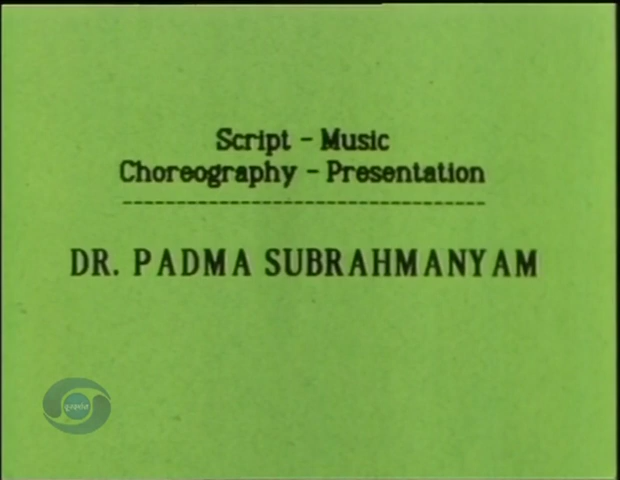 Script - Music
Choreography - Presentation
---------------------------------
DR. PADMA SUBRAHMANYAM